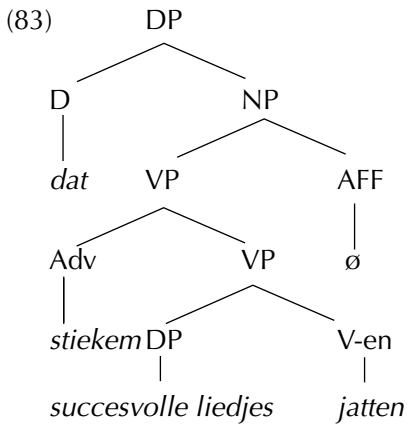 (83) DP
D NP
dat VP AFF
Adv VP ø
stiekem DP V-en
succesvolle liedjes jatten